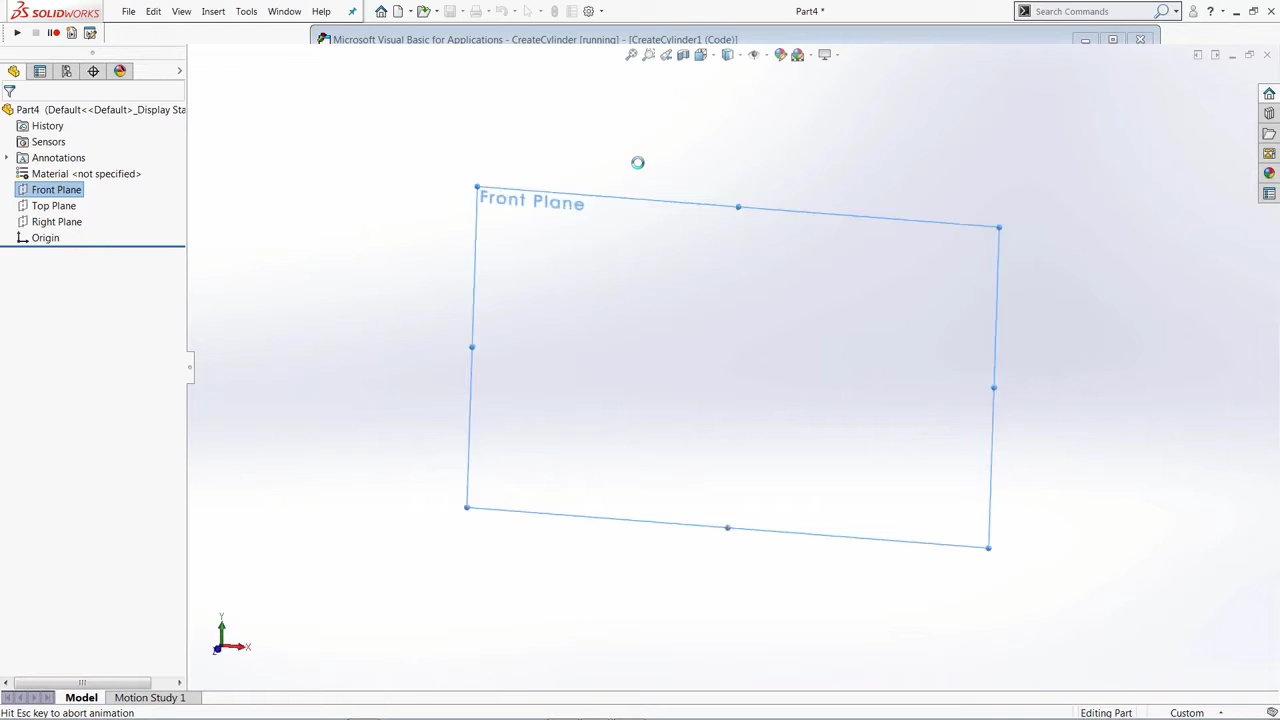 SOLIDWORKS File Edit View Insert Tools Window Help Part4 * Search Commands ?
Microsoft Visual Basic for Applications - CreateCylinder [running] - [CreateCylinder1 (Code)]
Part4 (Default<<Default>_Display Sta
History
Sensors
Annotations
Material <not specified>
Front Plane
Top Plane
Right Plane
Origin
Front Plane
Y
X
Z
Model Motion Study 1
Hit Esc key to abort animation Editing Part Custom